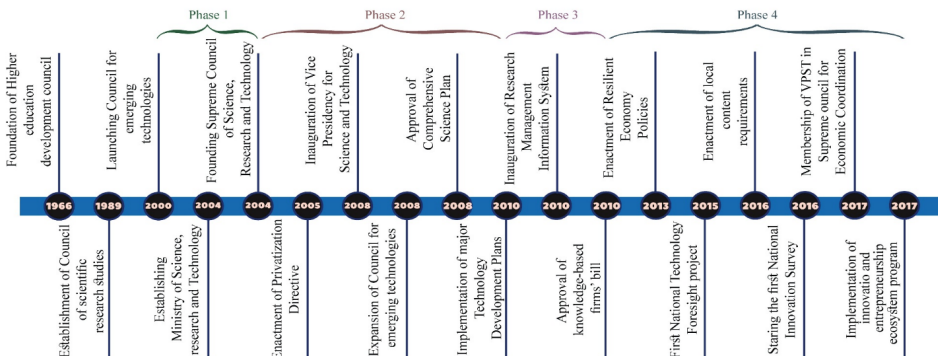 Phase 1
Phase 2
Phase 3
Phase 4
Foundation of Higher
education
development council
Launching Council for
emerging
technologies
Founding Supreme Council
of Science,
Research and Technology
Inauguration of Vice
Presidency for
Science and Technology
Approval of
Comprehensive
Science Plan
Inauguration of Research
Management
Information System
Enactment of Resilient
Economy
Policies
Enactment of local
content
requirements
Membership of VPST in
Supreme ouncil for
Economic Coordination
1966
1989
2000
2004
2004
2005
2008
2008
2008
2010
2010
2010
2013
2015
2016
2016
2017
2017
Establishment of Council
of scientific
research studies
Establishing
Ministry of Science,
research and Technology
Enactment of Privatization
Directive
Expansion of Council for
emerging technologies
Implementation of major
Technology
Development Plans
Approval of
knowledge-based
firms' bill
First National Technology
Foresight project
Staring the first National
Innovation Survey
Implementation of
innovatio and
entrepreneurship
ecosystem program